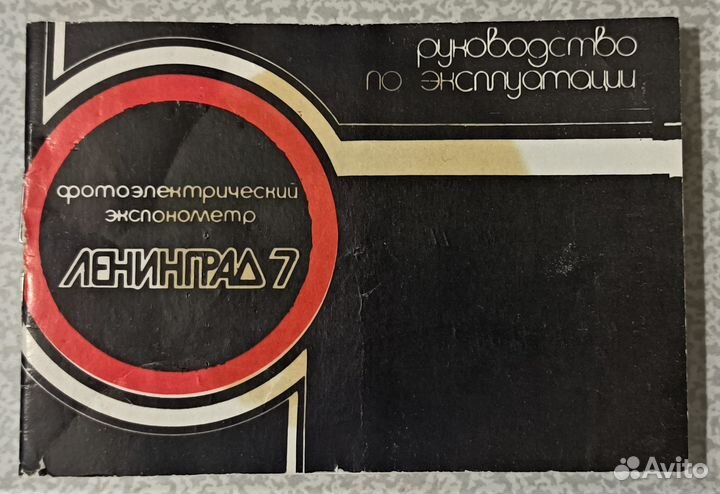 руководство
по эксплуатации
фотоэлектрический
экспонометр
ЛЕНИНГРАД 7
Avito